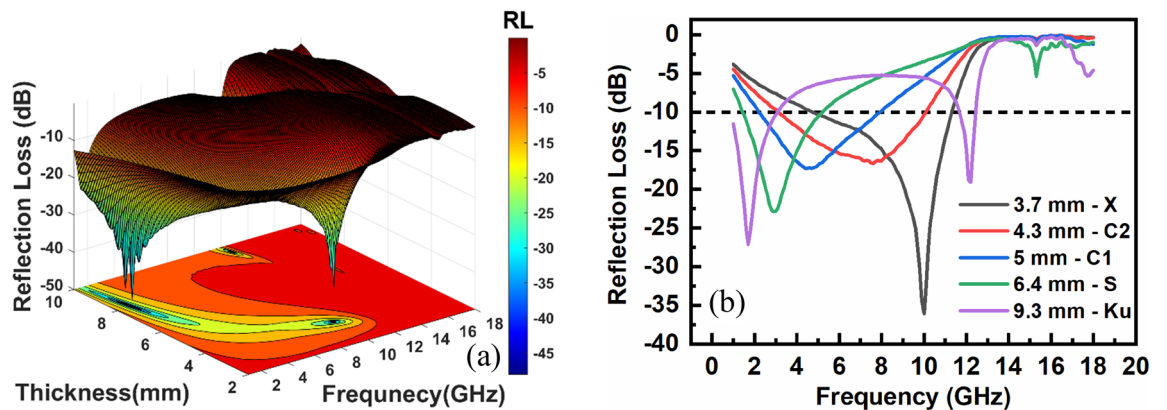 RL
-5
-10
-15
-20
-25
-30
-35
-40
-45
Reflection Loss (dB)
-10
-20
-30
-40
-50
10
8
6
4
2
Thickness(mm)
2
4
6
8
10
12
14
16
18
Frequnecy(GHz)
(a)
b)
Reflection Loss (dB)
0
-5
-10
-15
-20
-25
-30
-35
-40
(b)
3.7 mm - X
4.3 mm - C2
5 mm - C1
6.4 mm - S
9.3 mm - Ku
0 2 4 6 8 10 12 14 16 18 20
Frequency (GHz)